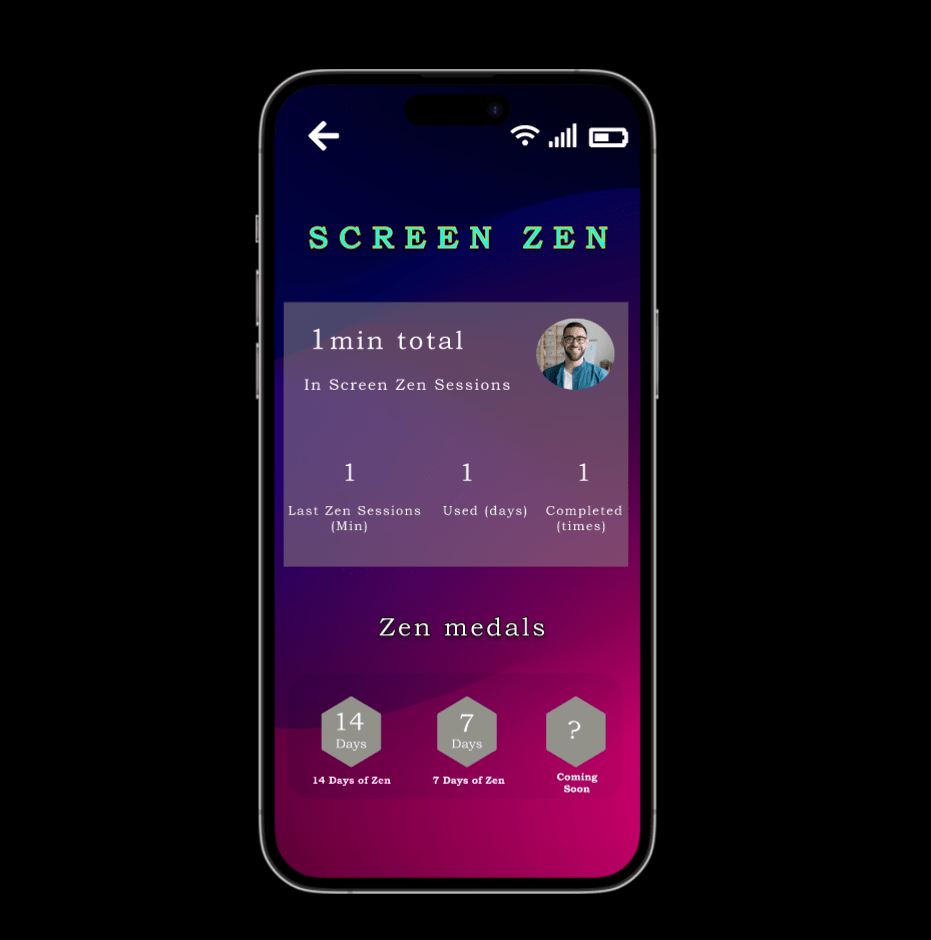 SCREEN ZEN
1min total
In Screen Zen Sessions
1
1
1
Last Zen Sessions
(Min)
Used (days)
Completed
(times)
Zen medals
14
Days
7
Days
?
14 Days of Zen
7 Days of Zen
Coming
Soon